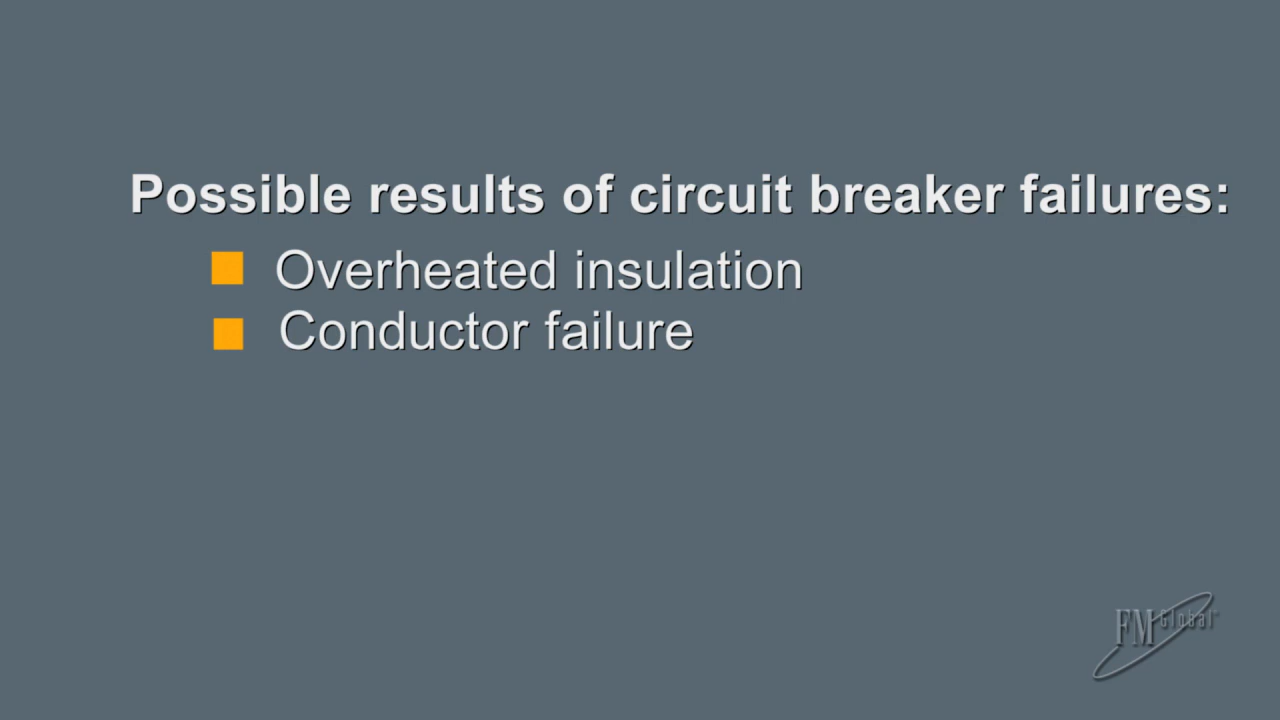 Possible results of circuit breaker failures:
Overheated insulation
Conductor failure
FM Global